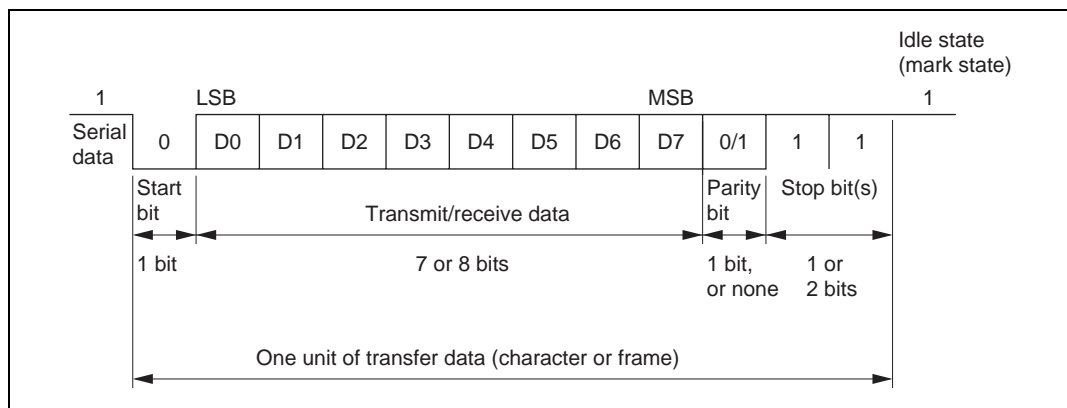 Idle state
(mark state)
1 LSB MSB 1
Serial
data
0 D0 D1 D2 D3 D4 D5 D6 D7 0/1 1 1
Start
bit
Transmit/receive data
Parity
bit
Stop bit(s)
1 bit
7 or 8 bits
1 bit,
or none
1 or
2 bits
One unit of transfer data (character or frame)